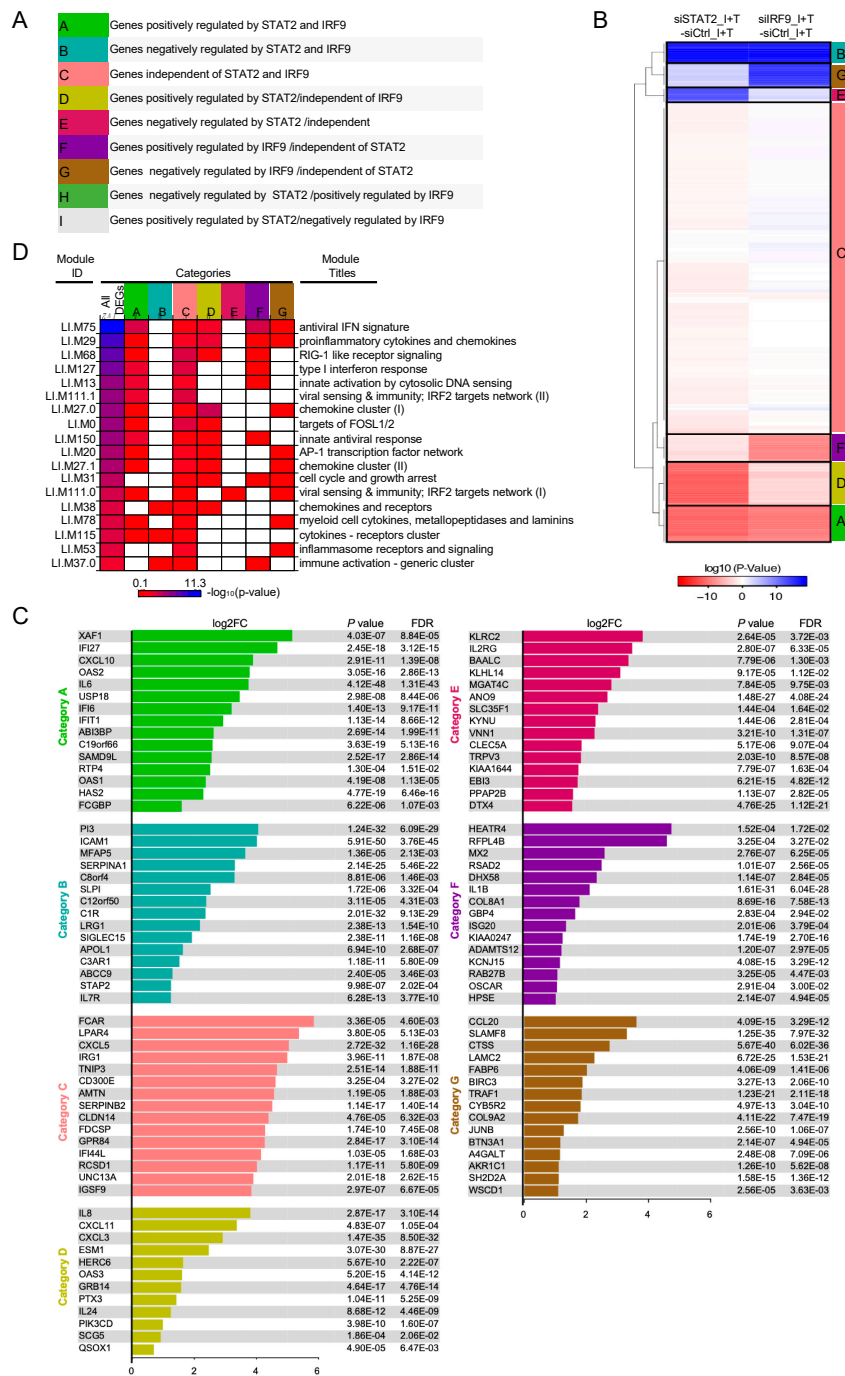 A
A Genes positively regulated by STAT2 and IRF9
B Genes negatively regulated by STAT2 and IRF9
C Genes independent of STAT2 and IRF9
D Genes positively regulated by STAT2/independent of IRF9
E Genes negatively regulated by STAT2 /independent
F Genes positively regulated by IRF9 /independent of STAT2
G Genes negatively regulated by IRF9 /independent of STAT2
H Genes negatively regulated by STAT2 /positively regulated by IRF9
I Genes positively regulated by STAT2/negatively regulated by IRF9
B
siSTAT2_I+T siIRF9_I+T
-siCtrl_I+T -siCtrl_I+T
B
G
E
C
F
D
A
log10 (P-Value)
−10 0 10
D
Module ID Categories Module Titles
All DEGs A B C D E F G
LI.M75 antiviral IFN signature
LI.M29 proinflammatory cytokines and chemokines
LI.M68 RIG-1 like receptor signaling
LI.M127 type I interferon response
LI.M13 innate activation by cytosolic DNA sensing
LI.M111.1 viral sensing & immunity; IRF2 targets network (II)
LI.M27.0 chemokine cluster (I)
LI.M0 targets of FOSL1/2
LI.M150 innate antiviral response
LI.M20 AP-1 transcription factor network
LI.M27.1 chemokine cluster (II)
LI.M31 cell cycle and growth arrest
LI.M111.0 viral sensing & immunity; IRF2 targets network (I)
LI.M38 chemokines and receptors
LI.M78 myeloid cell cytokines, metallopeptidases and laminins
LI.M115 cytokines - receptors cluster
LI.M53 inflammasome receptors and signaling
LI.M37.0 immune activation - generic cluster
0.1 11.3 -log10(p-value)
C
log2FC P value FDR
Category A
XAF1 4.03E-07 8.84E-05
IFI27 2.45E-18 3.12E-15
CXCL10 2.91E-11 1.39E-08
OAS2 3.05E-16 2.86E-13
IL6 4.12E-48 1.31E-43
USP18 2.98E-08 8.44E-06
IFI6 1.40E-13 9.17E-11
IFIT1 1.13E-14 8.66E-12
ABI3BP 2.69E-14 1.99E-11
C19orf66 3.63E-19 5.13E-16
SAMD9L 2.52E-17 2.86E-14
RTP4 1.30E-04 1.51E-02
OAS1 4.19E-08 1.13E-05
HAS2 4.77E-19 6.46e-16
FCGBP 6.22E-06 1.07E-03
Category B
PI3 1.24E-32 6.09E-29
ICAM1 5.91E-50 3.76E-45
MFAP5 1.36E-05 2.13E-03
SERPINA1 2.14E-25 5.46E-22
C8orf4 8.81E-06 1.46E-03
SLPI 1.72E-06 3.32E-04
C12orf50 3.11E-05 4.31E-03
C1R 2.01E-32 9.13E-29
LRG1 2.38E-13 1.54E-10
SIGLEC15 2.38E-11 1.16E-08
APOL1 6.94E-10 2.68E-07
C3AR1 1.18E-11 5.80E-09
ABCC9 2.40E-05 3.46E-03
STAP2 9.98E-07 2.02E-04
IL7R 6.28E-13 3.77E-10
Category C
FCAR 3.36E-05 4.60E-03
LPAR4 3.80E-05 5.13E-03
CXCL5 2.72E-32 1.16E-28
IRG1 3.96E-11 1.87E-08
TNIP3 2.51E-14 1.88E-11
CD300E 3.25E-04 3.27E-02
AMTN 1.19E-05 1.88E-03
SERPINB2 1.14E-17 1.40E-14
CLDN14 4.76E-05 6.32E-03
FDCSP 1.74E-10 7.45E-08
GPR84 2.84E-17 3.10E-14
IFI44L 1.03E-05 1.68E-03
RCSD1 1.17E-11 5.80E-09
UNC13A 2.01E-18 2.62E-15
IGSF9 2.97E-07 6.67E-05
Category D
IL8 2.87E-17 3.10E-14
CXCL11 4.83E-07 1.05E-04
CXCL3 1.47E-35 8.50E-32
ESM1 3.07E-30 8.87E-27
HERC6 5.67E-10 2.22E-07
OAS3 5.20E-15 4.14E-12
GRB14 4.64E-17 4.76E-14
PTX3 1.04E-11 5.25E-09
IL24 8.68E-12 4.46E-09
PIK3CD 3.98E-10 1.60E-07
SCG5 1.86E-04 2.06E-02
QSOX1 4.90E-05 6.47E-03
0 2 4 6
log2FC P value FDR
Category E
KLRC2 2.64E-05 3.72E-03
IL2RG 2.80E-07 6.33E-05
BAALC 7.79E-06 1.30E-03
KLHL14 9.17E-05 1.12E-02
MGAT4C 7.84E-05 9.75E-03
ANO9 1.48E-27 4.08E-24
SLC35F1 1.44E-04 1.64E-02
KYNU 1.44E-06 2.81E-04
VNN1 3.21E-10 1.31E-07
CLEC5A 5.17E-06 9.07E-04
TRPV3 2.03E-10 8.57E-08
KIAA1644 7.79E-07 1.63E-04
EBI3 6.21E-15 4.82E-12
PPAP2B 1.13E-07 2.82E-05
DTX4 4.76E-25 1.12E-21
Category F
HEATR4 1.52E-04 1.72E-02
RFPL4B 3.25E-04 3.27E-02
MX2 2.76E-07 6.25E-05
RSAD2 1.01E-07 2.56E-05
DHX58 1.14E-07 2.84E-05
IL1B 1.61E-31 6.04E-28
COL8A1 8.69E-16 7.58E-13
GBP4 2.83E-04 2.94E-02
ISG20 2.01E-06 3.79E-04
KIAA0247 1.74E-19 2.70E-16
ADAMTS12 1.20E-07 2.97E-05
KCNJ15 4.08E-15 3.29E-12
RAB27B 3.25E-05 4.47E-03
OSCAR 2.91E-04 3.00E-02
HPSE 2.14E-07 4.94E-05
Category G
CCL20 4.09E-15 3.29E-12
SLAMF8 1.25E-35 7.97E-32
CTSS 5.67E-40 6.02E-36
LAMC2 6.72E-25 1.53E-21
FABP6 4.06E-09 1.41E-06
BIRC3 3.27E-13 2.06E-10
TRAF1 1.23E-21 2.11E-18
CYB5R2 4.97E-13 3.04E-10
COL9A2 4.11E-22 7.47E-19
JUNB 2.56E-10 1.06E-07
BTN3A1 2.14E-07 4.94E-05
A4GALT 2.48E-08 7.09E-06
AKR1C1 1.26E-10 5.62E-08
SH2D2A 1.58E-15 1.36E-12
WSCD1 2.56E-05 3.63E-03
0 2 4 6